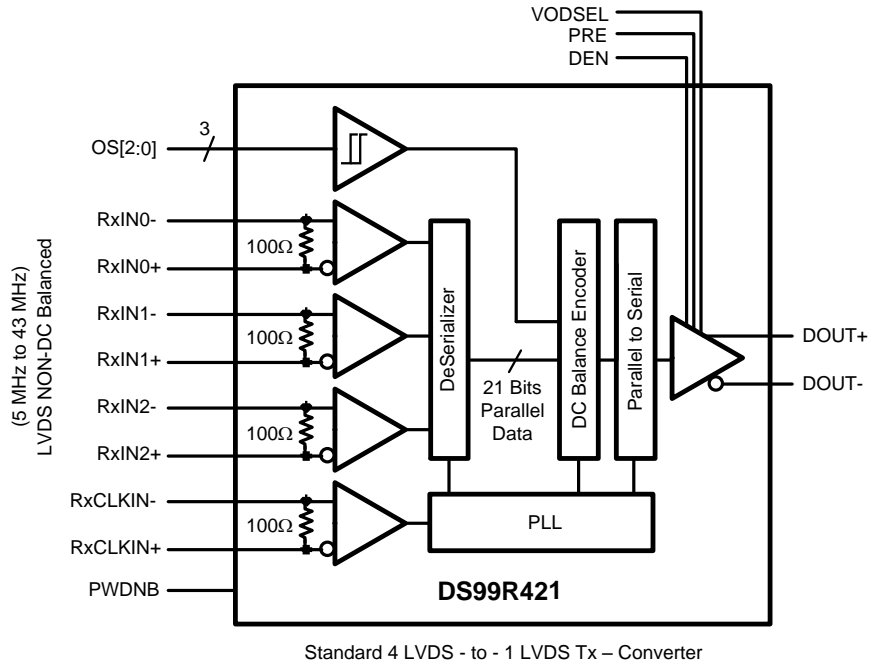 VODSEL
PRE
DEN
3
OS[2:0]
RxIN0-
100Ω
RxIN0+
RxIN1-
100Ω
RxIN1+
RxIN2-
100Ω
RxIN2+
RxCLKIN-
100Ω
RxCLKIN+
PWDNB
(5 MHz to 43 MHz)
LVDS NON-DC Balanced
DeSerializer
21 Bits
Parallel
Data
DC Balance Encoder
Parallel to Serial
DOUT+
DOUT-
PLL
DS99R421
Standard 4 LVDS - to - 1 LVDS Tx – Converter